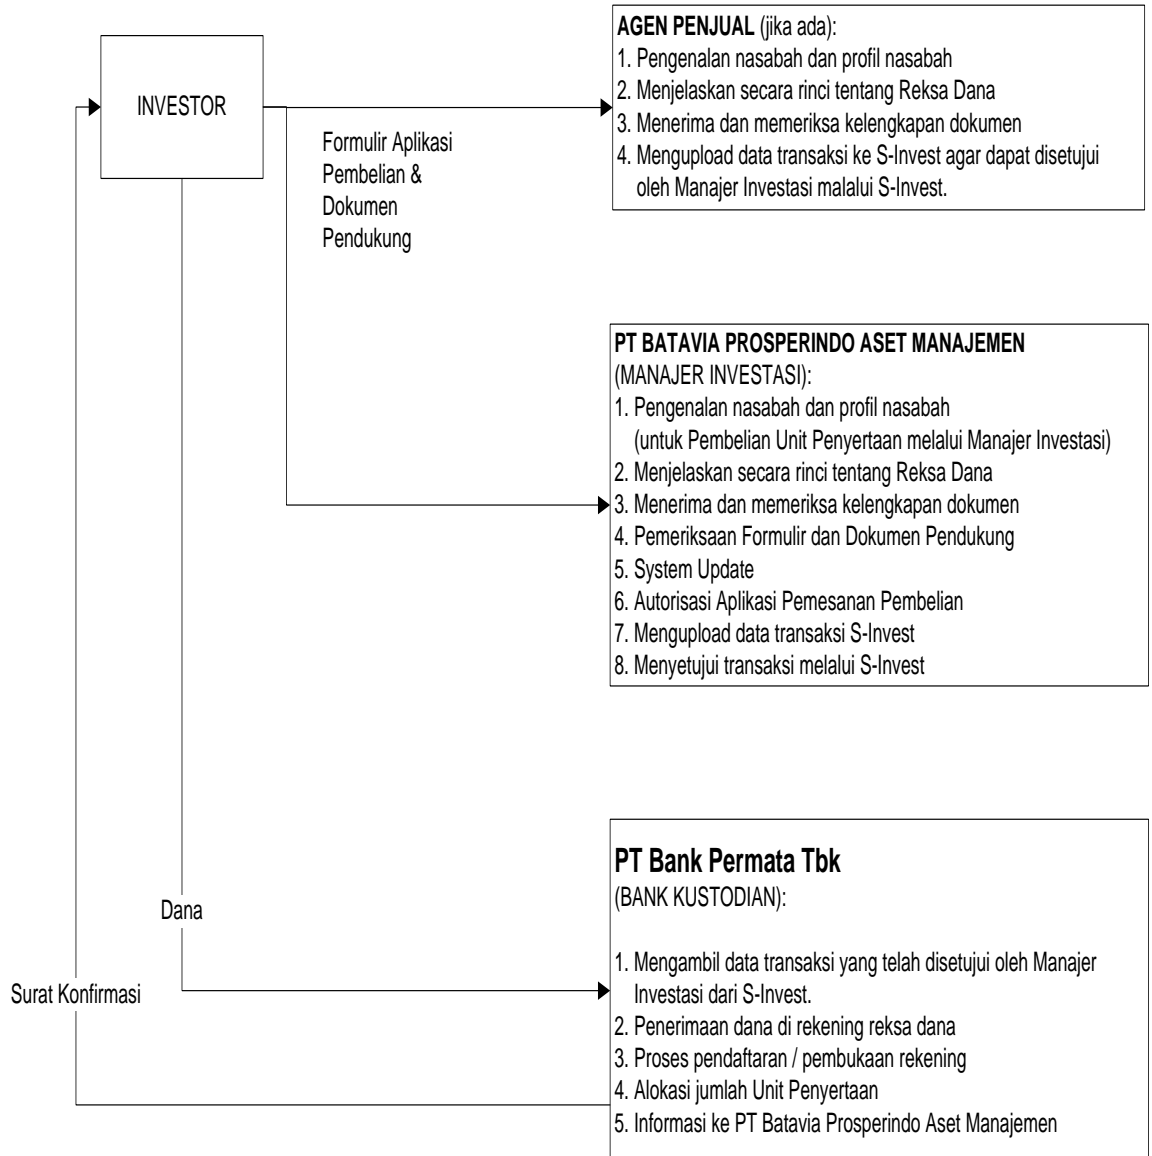 AGEN PENJUAL (jika ada):
1. Pengenalan nasabah dan profil nasabah
2. Menjelaskan secara rinci tentang Reksa Dana
3. Menerima dan memeriksa kelengkapan dokumen
4. Mengupload data transaksi ke S-Invest agar dapat disetujui
oleh Manajer Investasi malalui S-Invest.
INVESTOR
Formulir Aplikasi
Pembelian &
Dokumen
Pendukung
PT BATAVIA PROSPERINDO ASET MANAJEMEN
(MANAJER INVESTASI):
1. Pengenalan nasabah dan profil nasabah
(untuk Pembelian Unit Penyertaan melalui Manajer Investasi)
2. Menjelaskan secara rinci tentang Reksa Dana
3. Menerima dan memeriksa kelengkapan dokumen
4. Pemeriksaan Formulir dan Dokumen Pendukung
5. System Update
6. Autorisasi Aplikasi Pemesanan Pembelian
7. Mengupload data transaksi S-Invest
8. Menyetujui transaksi melalui S-Invest
PT Bank Permata Tbk
(BANK KUSTODIAN):
1. Mengambil data transaksi yang telah disetujui oleh Manajer
Investasi dari S-Invest.
2. Penerimaan dana di rekening reksa dana
3. Proses pendaftaran / pembukaan rekening
4. Alokasi jumlah Unit Penyertaan
5. Informasi ke PT Batavia Prosperindo Aset Manajemen
Dana
Surat Konfirmasi